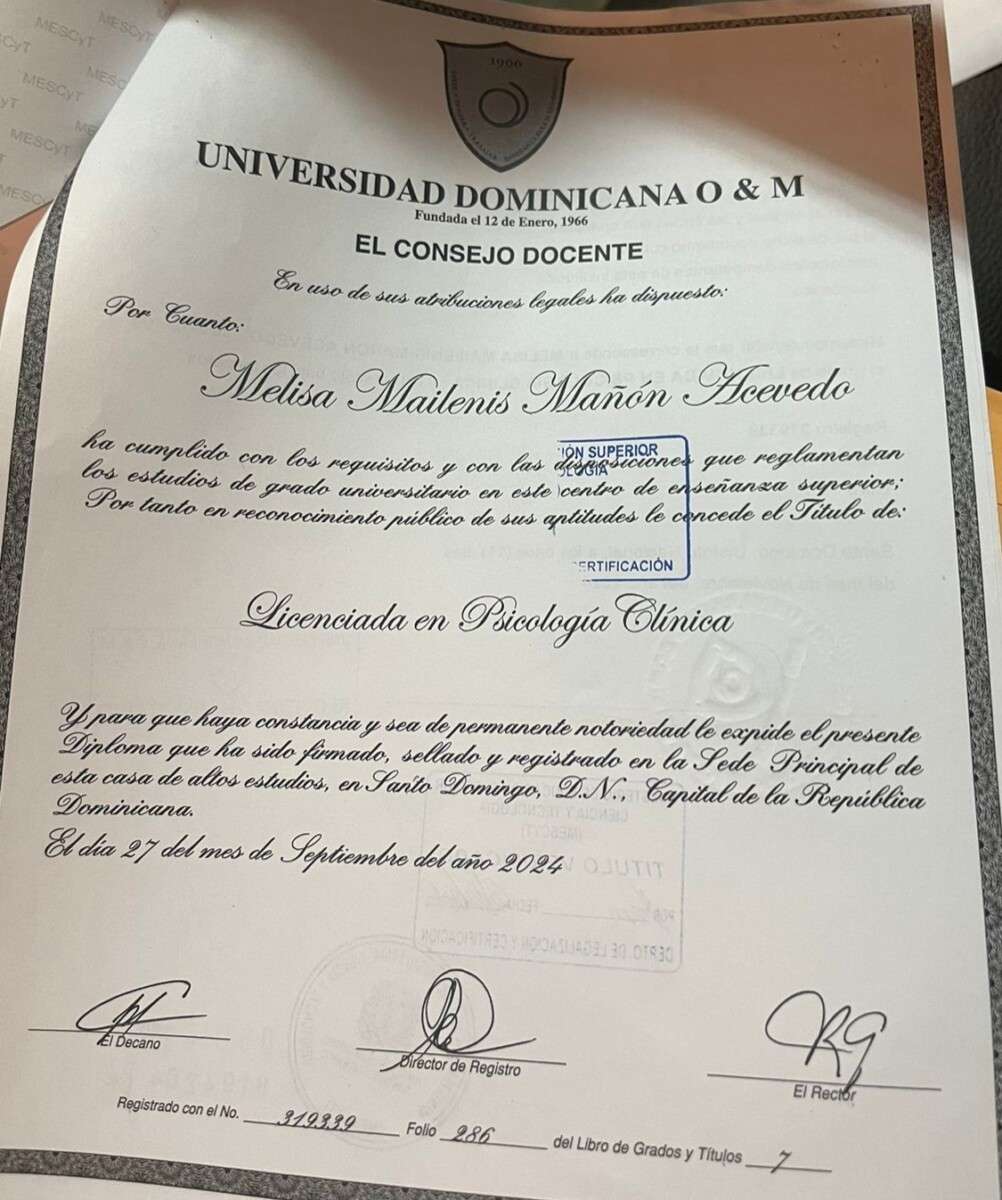 MESCyT
MESCyT
MESCyT
MESCyT
1966
UNIVERSIDAD DOMINICANA O & M
Fundada el 12 de Enero, 1966
EL CONSEJO DOCENTE
En uso de sus atribuciones legales ha dispuesto:
Por Cuanto:
Melisa Mailenis Mañón Acevedo
ha cumplido con los requisitos y con las disposiciones que reglamentan
los estudios de grado universitario en este centro de enseñanza superior;
Por tanto en reconocimiento público de sus aptitudes le concede el Título de:
IÓN SUPERIOR
OLOGÍA
ERTIFICACIÓN
Licenciada en Psicología Clínica
Y para que haya constancia y sea de permanente notoriedad le expide el presente
Diploma que ha sido firmado, sellado y registrado en la Sede Principal de
esta casa de altos estudios, en Santo Domingo, D.N., Capital de la República
Dominicana.
El día 27 del mes de Septiembre del año 2024
El Decano
Director de Registro
El Rector
Registrado con el No. 319339 Folio 286 del Libro de Grados y Títulos 7